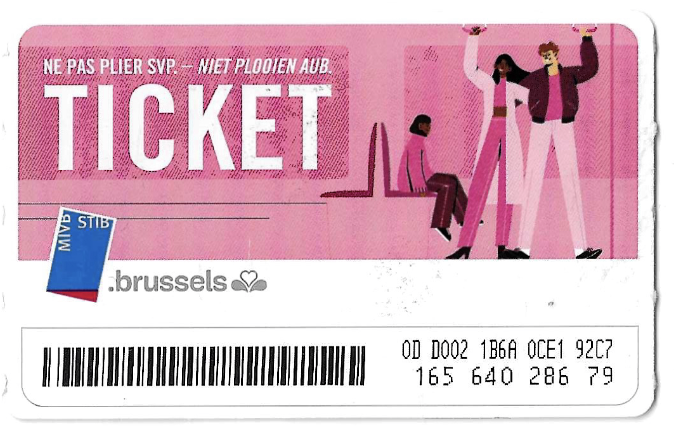 NE PAS PLIER SVP. – NIET PLOOIEN AUB.
TICKET
MIVB STIB
.brussels
0D D002 1B6A 0CE1 92C7
165 640 286 79